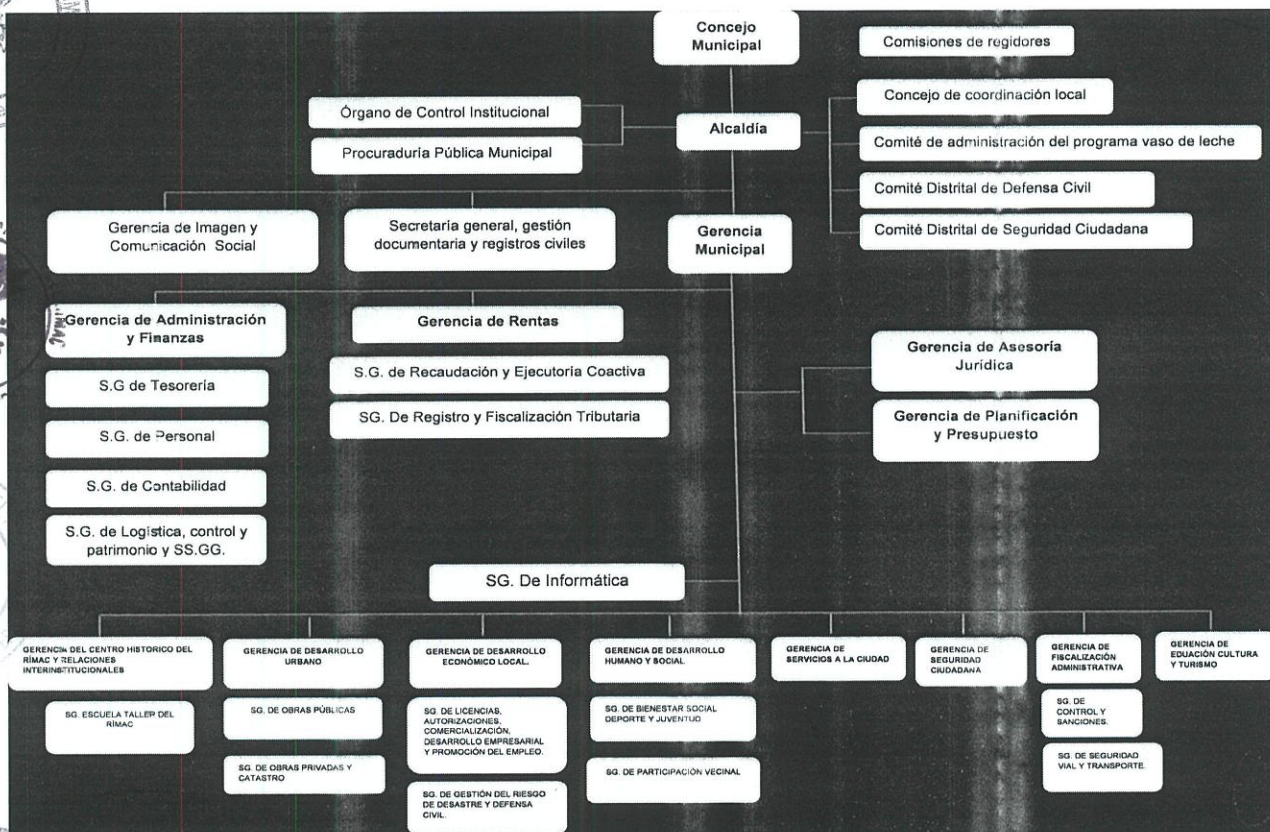 Concejo
Municipal
Comisiones de regidores
Concejo de coordinación local
Órgano de Control Institucional
Alcaldía
Procuraduría Pública Municipal
Comité de administración del programa vaso de leche
Comité Distrital de Defensa Civil
Comité Distrital de Seguridad Ciudadana
Gerencia de Imagen y
Comunicación Social
Secretaría general, gestión
documentaria y registros civiles
Gerencia
Municipal
Gerencia de Administración
y Finanzas
S.G de Tesorería
S.G. de Personal
S.G. de Contabilidad
S.G. de Logística, control y
patrimonio y SS.GG.
Gerencia de Rentas
S.G. de Recaudación y Ejecutoría Coactiva
SG. De Registro y Fiscalización Tributaria
Gerencia de Asesoría
Jurídica
Gerencia de Planificación
y Presupuesto
SG. De Informática
GERENCIA DEL CENTRO HISTORICO DEL
RÍMAC Y RELACIONES
INTERINSTITUCIONALES
SG. ESCUELA TALLER DEL
RÍMAC
GERENCIA DE DESARROLLO
URBANO
SG. DE OBRAS PÚBLICAS
SG. DE OBRAS PRIVADAS Y
CATASTRO
GERENCIA DE DESARROLLO
ECONÓMICO LOCAL.
SG. DE LICENCIAS,
AUTORIZACIONES,
COMERCIALIZACIÓN,
DESARROLLO EMPRESARIAL
Y PROMOCIÓN DEL EMPLEO.
SG. DE GESTIÓN DEL RIESGO
DE DESASTRE Y DEFENSA
CIVIL.
GERENCIA DE DESARROLLO
HUMANO Y SOCIAL
SG. DE BIENESTAR SOCIAL
DEPORTE Y JUVENTUD
SG. DE PARTICIPACIÓN VECINAL
GERENCIA DE
SERVICIOS A LA CIUDAD
GERENCIA DE
SEGURIDAD
CIUDADANA
GERENCIA DE
FISCALIZACIÓN
ADMINISTRATIVA
SG. DE
CONTROL Y
SANCIONES.
SG. DE SEGURIDAD
VIAL Y TRANSPORTE.
GERENCIA DE
EDUACIÓN CULTURA
Y TURISMO